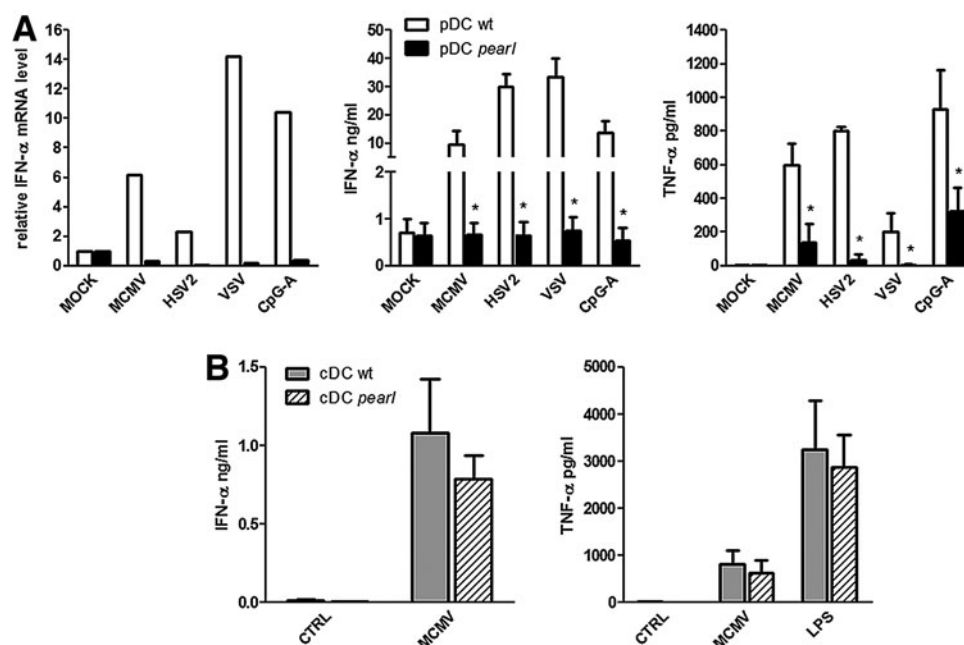 A
relative IFN-α mRNA level
16
14
12
10
8
6
4
2
0
MOCK
MCMV
HSV2
VSV
CpG-A
pDC wt
pDC pearl
IFN-α ng/ml
50
40
30
20
10
2
1
0
*
*
*
*
MOCK
MCMV
HSV2
VSV
CpG-A
TNF-α pg/ml
1400
1200
1000
800
600
400
200
0
*
*
*
*
MOCK
MCMV
HSV2
VSV
CpG-A
B
IFN-α ng/ml
1.5
1.0
0.5
0.0
cDC wt
cDC pearl
CTRL
MCMV
TNF-α pg/ml
5000
4000
3000
2000
1000
0
CTRL
MCMV
LPS